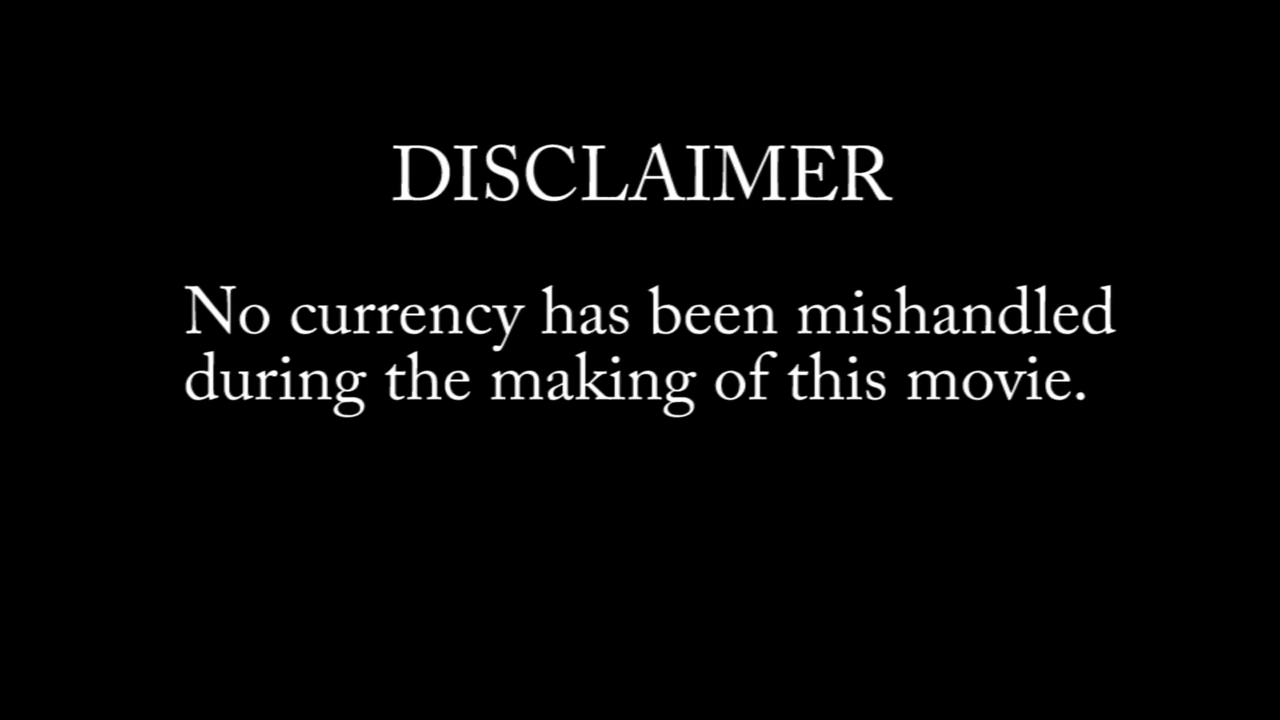 DISCLAIMER
No currency has been mishandled
during the making of this movie.